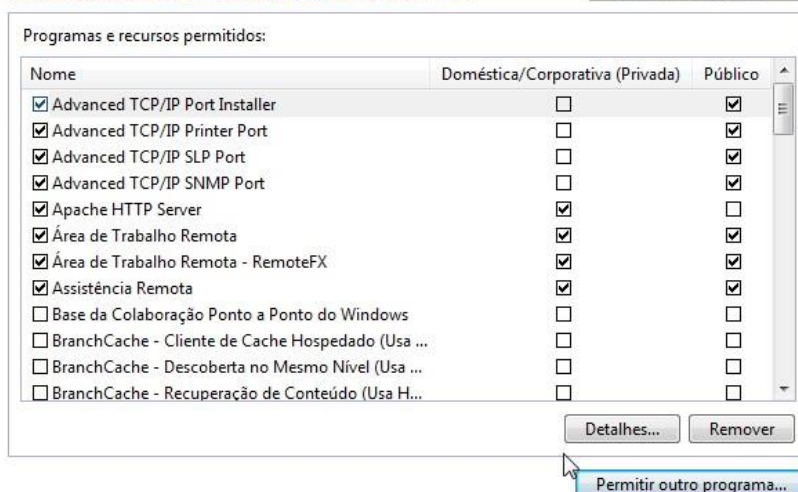 Programas e recursos permitidos:
Nome Doméstica/Corporativa (Privada) Público
Advanced TCP/IP Port Installer
Advanced TCP/IP Printer Port
Advanced TCP/IP SLP Port
Advanced TCP/IP SNMP Port
Apache HTTP Server
Área de Trabalho Remota
Área de Trabalho Remota - RemoteFX
Assistência Remota
Base da Colaboração Ponto a Ponto do Windows
BranchCache - Cliente de Cache Hospedado (Usa ...
BranchCache - Descoberta no Mesmo Nível (Usa ...
BranchCache - Recuperação de Conteúdo (Usa H...
Detalhes... Remover
Permitir outro programa...